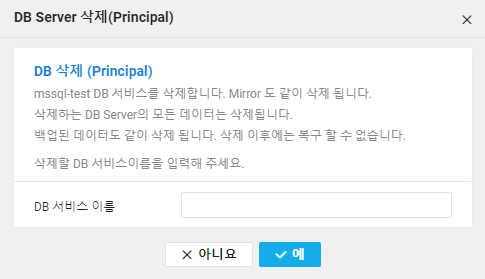 DB Server 삭제(Principal)
DB 삭제 (Principal)
mssql-test DB 서비스를 삭제합니다. Mirror 도 같이 삭제 됩니다.
삭제하는 DB Server의 모든 데이터는 삭제됩니다.
백업된 데이터도 같이 삭제 됩니다. 삭제 이후에는 복구 할 수 없습니다.
삭제할 DB 서비스이름을 입력해 주세요.
DB 서비스 이름
아니요 예